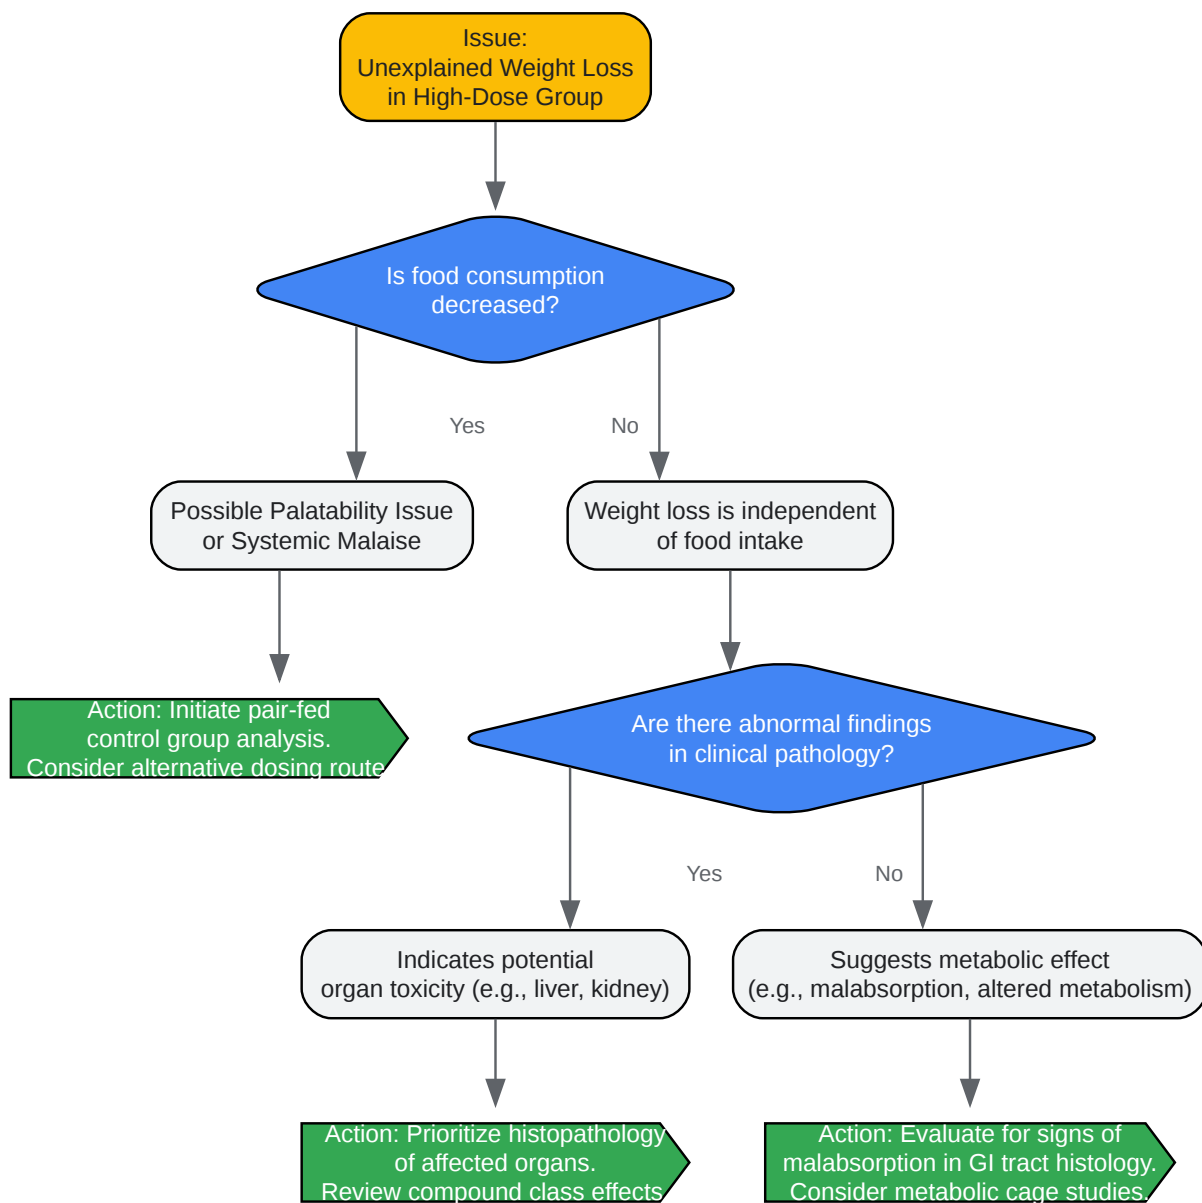 Issue:
Unexplained Weight Loss
in High-Dose Group
Is food consumption
decreased?
Yes
No
Possible Palatability Issue
or Systemic Malaise
Weight loss is independent
of food intake
Action: Initiate pair-fed
control group analysis.
Consider alternative dosing route
Are there abnormal findings
in clinical pathology?
Yes
No
Indicates potential
organ toxicity (e.g., liver, kidney)
Suggests metabolic effect
(e.g., malabsorption, altered metabolism)
Action: Prioritize histopathology
of affected organs.
Review compound class effects
Action: Evaluate for signs of
malabsorption in GI tract histology.
Consider metabolic cage studies.